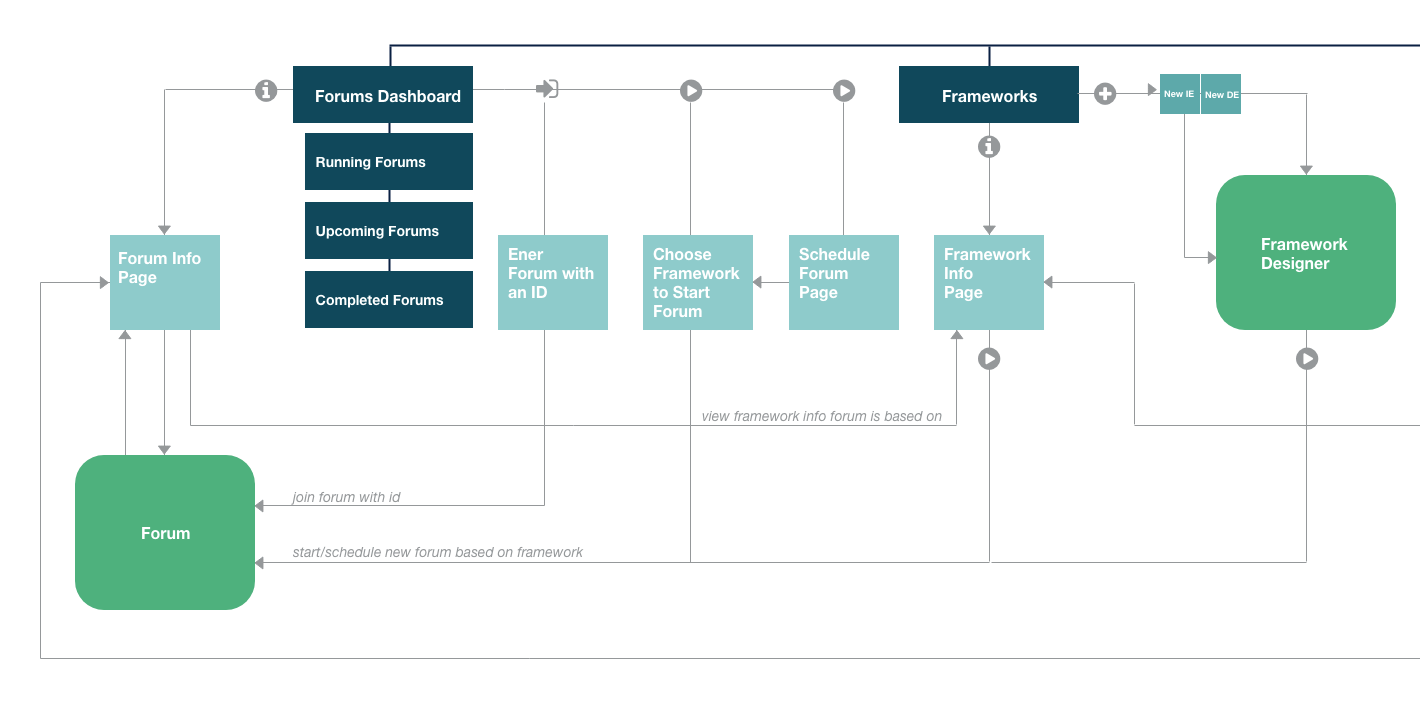 Forums Dashboard
Frameworks
New IE
New DE
Running Forums
Upcoming Forums
Completed Forums
Forum Info
Page
Ener
Forum with
an ID
Choose
Framework
to Start
Forum
Schedule
Forum
Page
Framework
Info
Page
Framework
Designer
view framework info forum is based on
join forum with id
Forum
start/schedule new forum based on framework